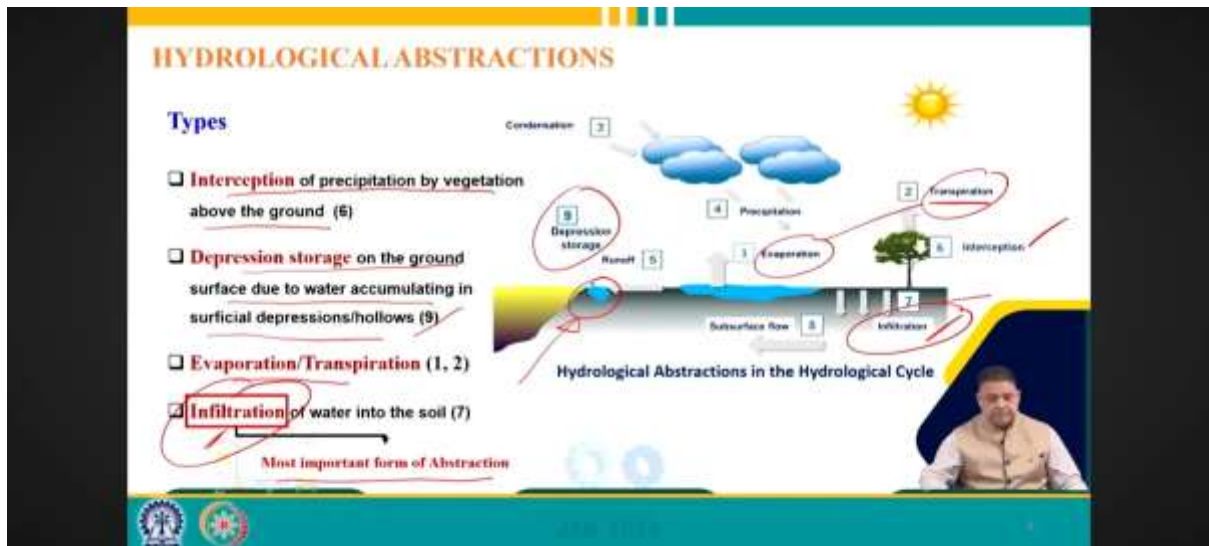 HYDROLOGICAL ABSTRACTIONS
Types
❑ Interception of precipitation by vegetation
above the ground (6)
❑ Depression storage on the ground
surface due to water accumulating in
surficial depressions/hollows (9)
❑ Evaporation/Transpiration (1, 2)
❑ Infiltration of water into the soil (7)
Most important form of Abstraction
Condensation 3
2 Transpiration
4 Precipitation
9
Depression
storage
Runoff 5
1 Evaporation
6 Interception
7
Infiltration
Subsurface flow 8
Hydrological Abstractions in the Hydrological Cycle